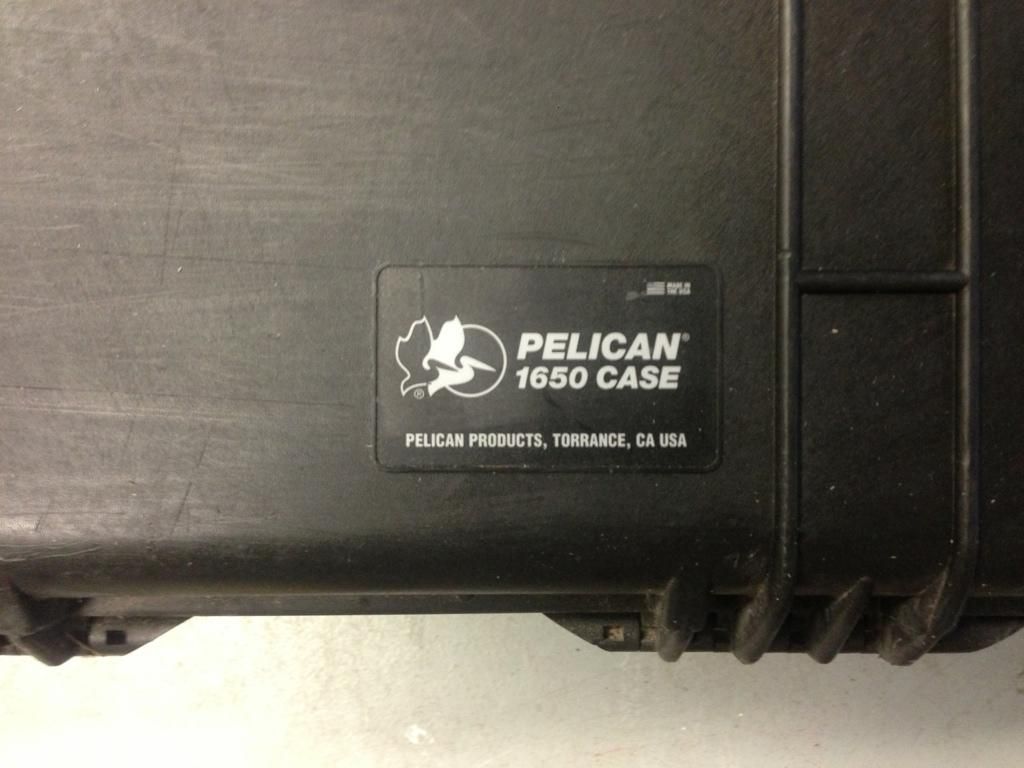 MADE IN
THE USA
PELICAN®
1650 CASE
®
PELICAN PRODUCTS, TORRANCE, CA USA